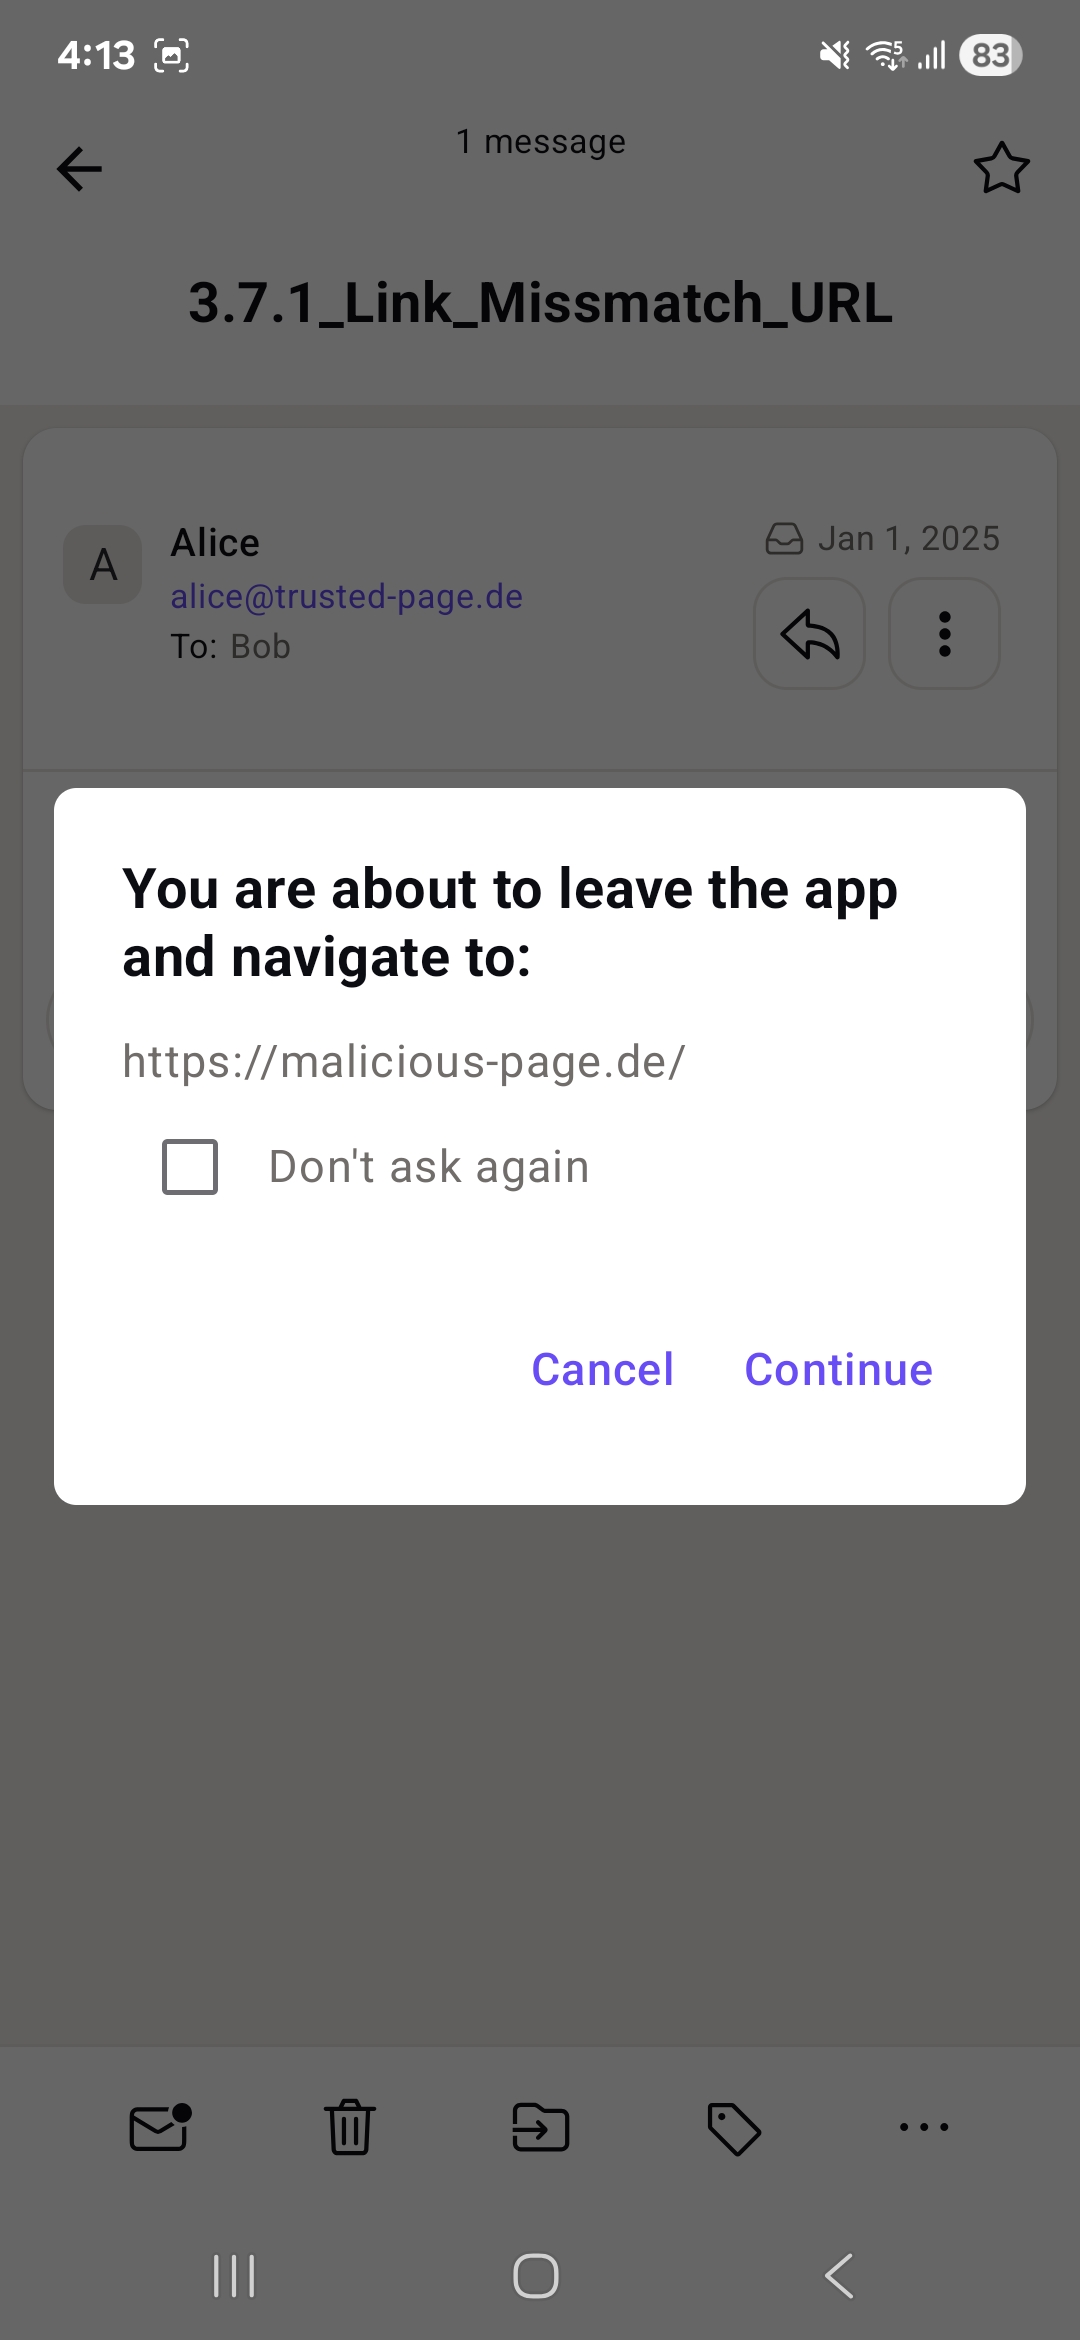 4:13
5
83
1 message
3.7.1_Link_Missmatch_URL
A
Alice
Jan 1, 2025
alice@trusted-page.de
To: Bob
You are about to leave the app
and navigate to:
https://malicious-page.de/
Don't ask again
Cancel
Continue